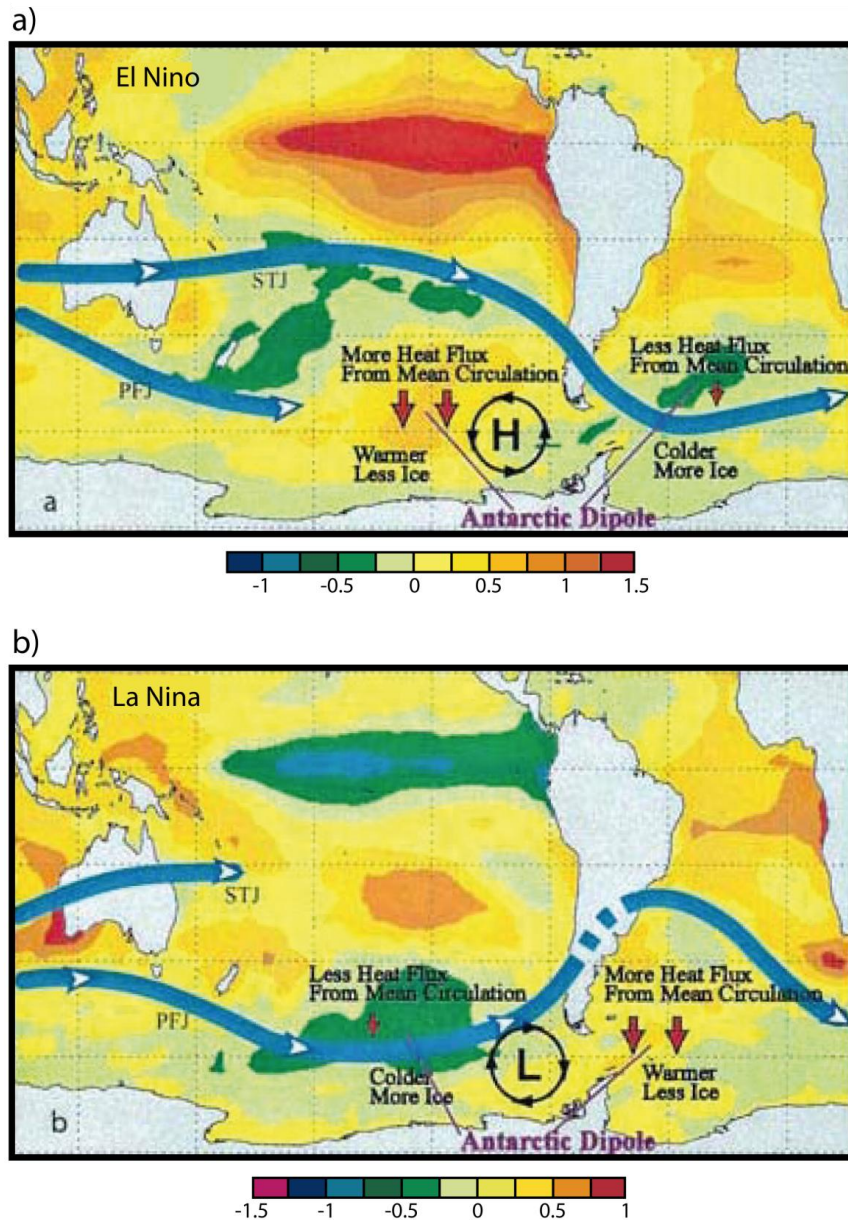 a)
El Nino
STJ
PFJ
More Heat Flux
From Mean Circulation
Less Heat Flux
From Mean Circulation
H
Warmer
Less Ice
Colder
More Ice
a
Antarctic Dipole
-1 -0.5 0 0.5 1 1.5
b)
La Nina
STJ
PFJ
Less Heat Flux
From Mean Circulation
More Heat Flux
From Mean Circulation
L
Colder
More Ice
Warmer
Less Ice
b
Antarctic Dipole
-1.5 -1 -0.5 0 0.5 1